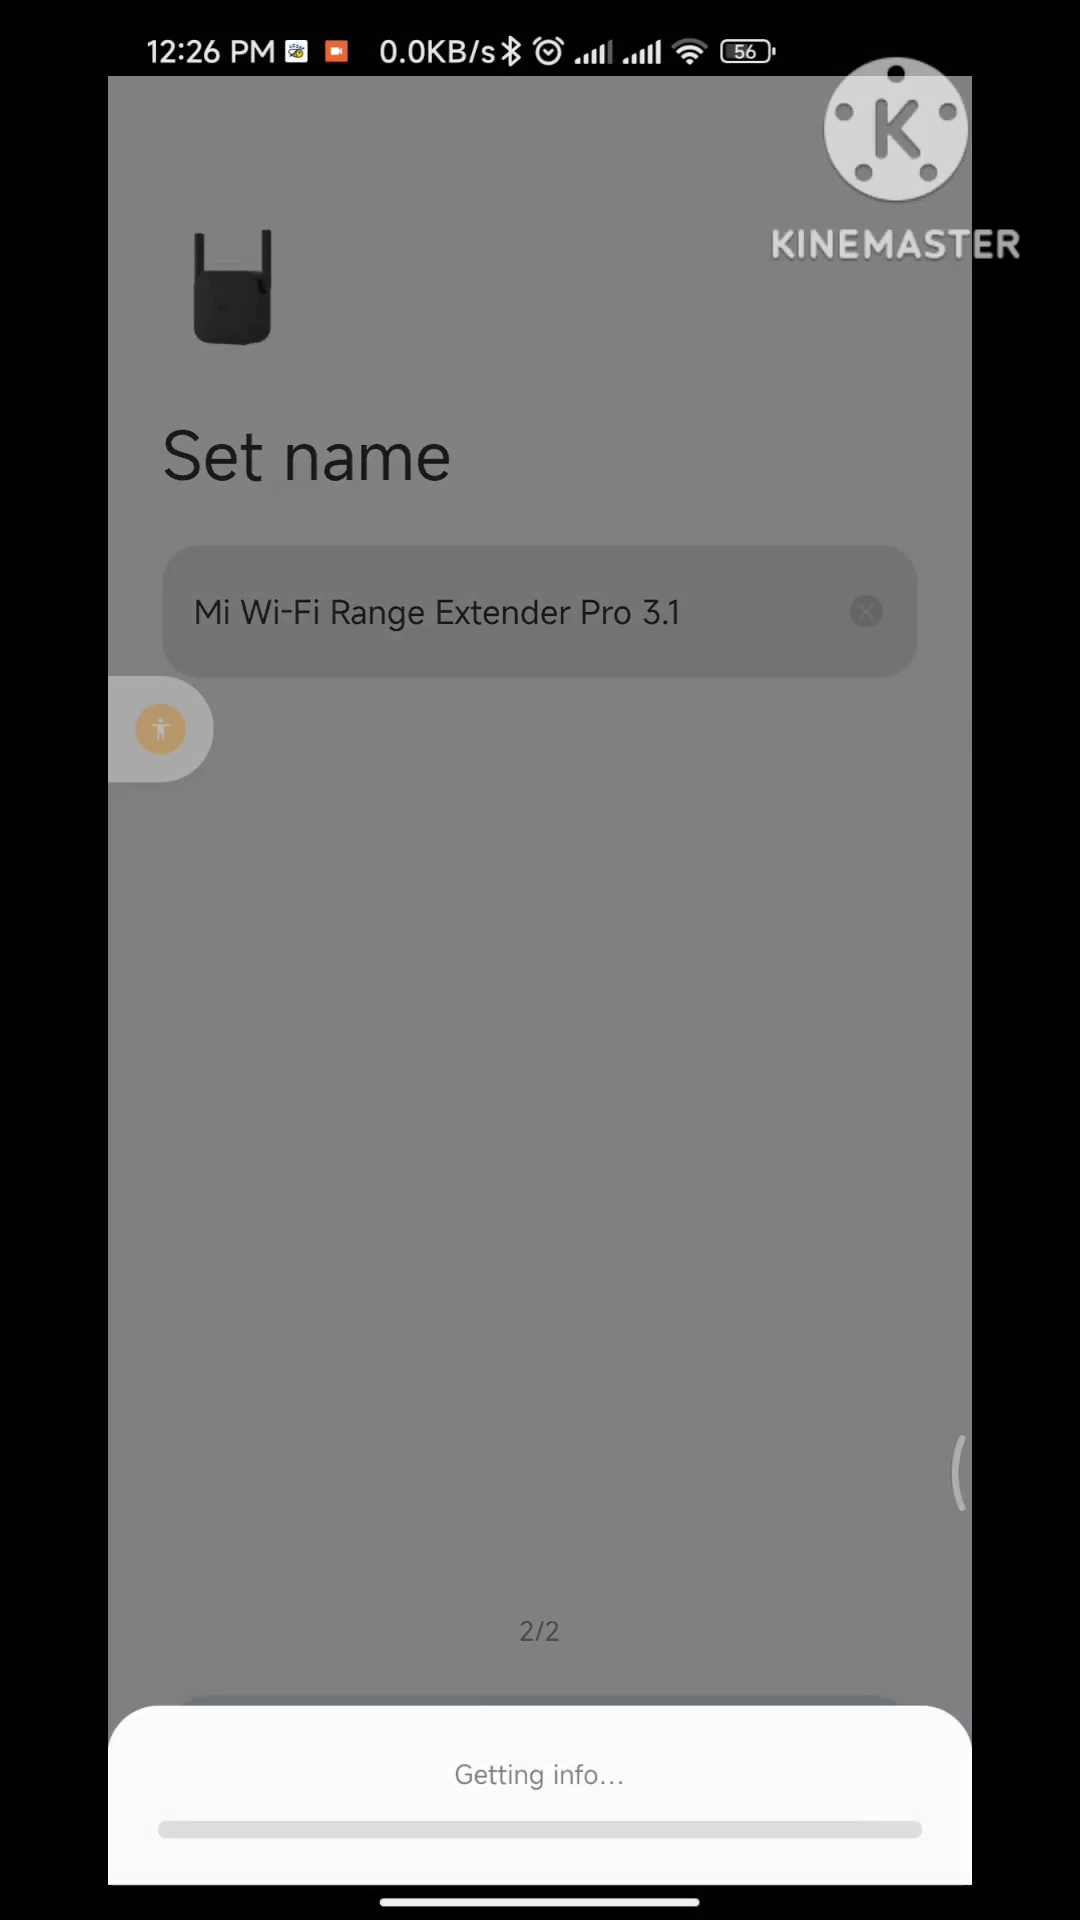 12:26 PM 0.0KB/s 56
K
KINEMASTER
Set name
Mi Wi-Fi Range Extender Pro 3.1
2/2
Getting info...